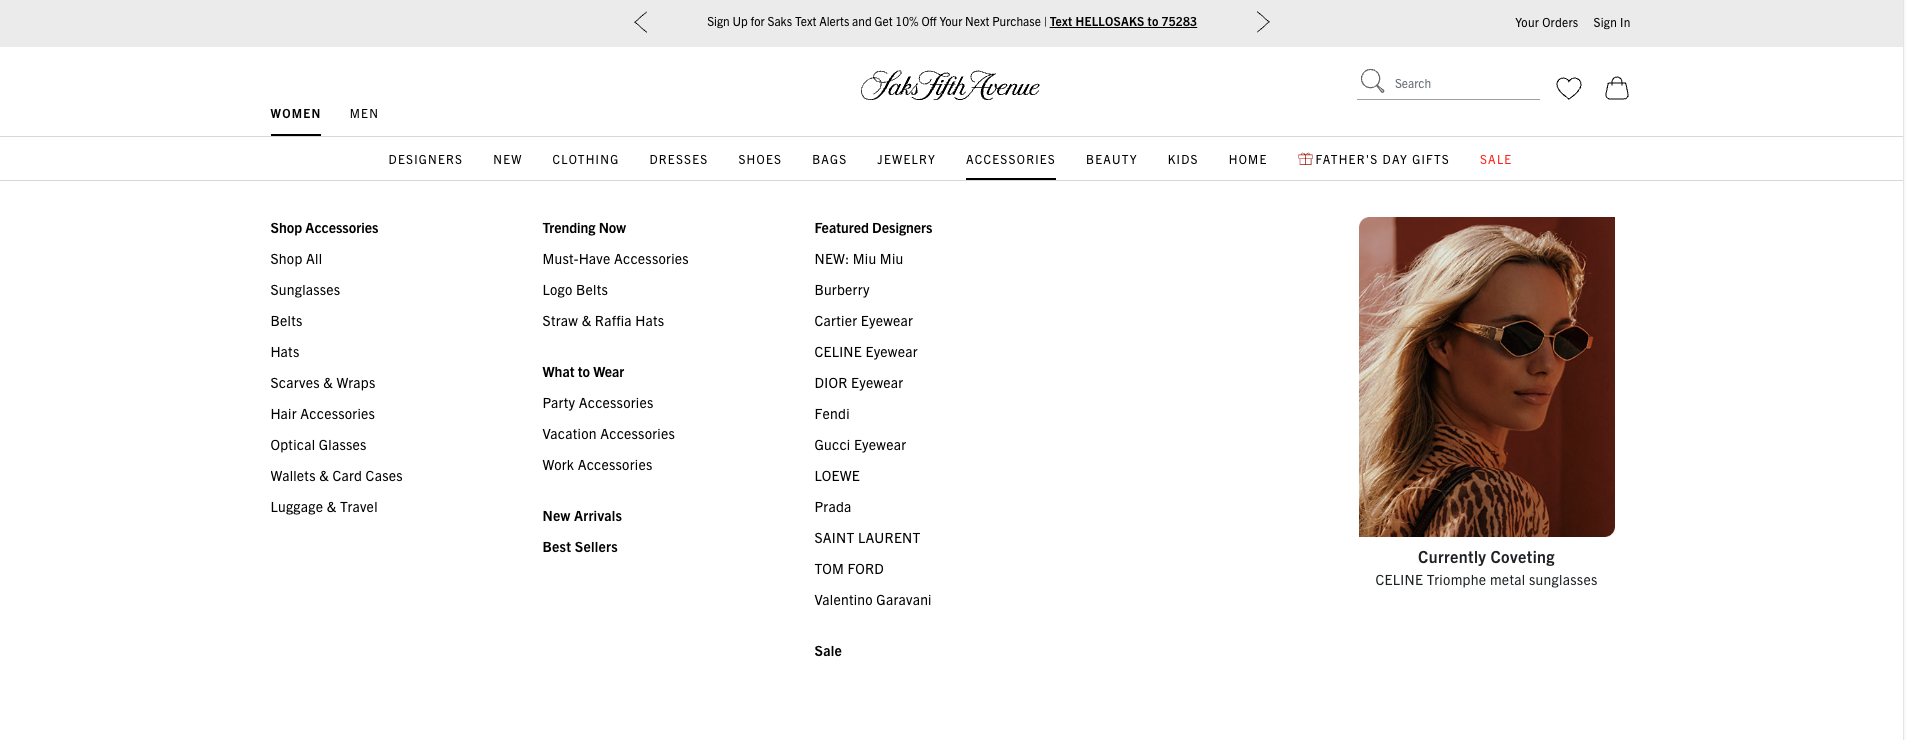 Sign Up for Saks Text Alerts and Get 10% Off Your Next Purchase | Text HELLOSAKS to 75283
Your Orders
Sign In
Saks Fifth Avenue
Search
WOMEN
MEN
DESIGNERS
NEW
CLOTHING
DRESSES
SHOES
BAGS
JEWELRY
ACCESSORIES
BEAUTY
KIDS
HOME
FATHER'S DAY GIFTS
SALE
Shop Accessories
Shop All
Sunglasses
Belts
Hats
Scarves & Wraps
Hair Accessories
Optical Glasses
Wallets & Card Cases
Luggage & Travel
Trending Now
Must-Have Accessories
Logo Belts
Straw & Raffia Hats
What to Wear
Party Accessories
Vacation Accessories
Work Accessories
New Arrivals
Best Sellers
Featured Designers
NEW: Miu Miu
Burberry
Cartier Eyewear
CELINE Eyewear
DIOR Eyewear
Fendi
Gucci Eyewear
LOEWE
Prada
SAINT LAURENT
TOM FORD
Valentino Garavani
Sale
Currently Coveting
CELINE Triomphe metal sunglasses